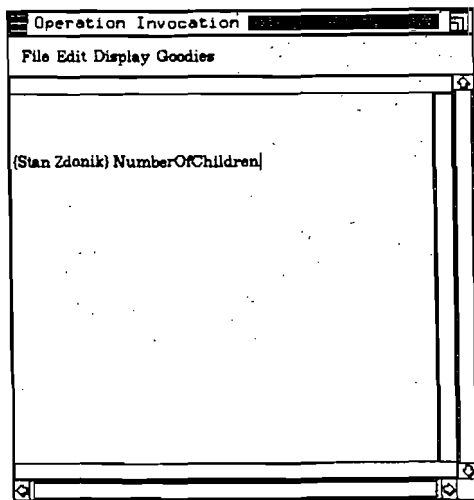 Operation Invocation
File Edit Display Goodies
{Stan Zdonik} NumberOfChildren